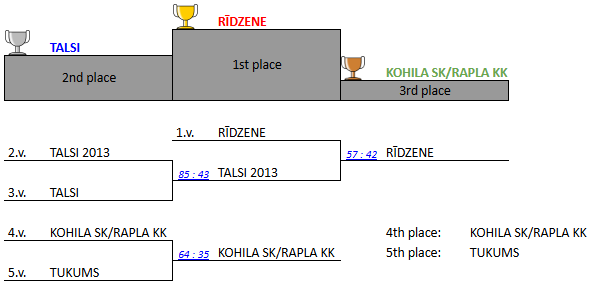 RĪDZENE
TALSI
1st place
KOHILA SK/RAPLA KK
2nd place
3rd place
1.v. RĪDZENE
2.v. TALSI 2013
57 : 42 RĪDZENE
85 : 43 TALSI 2013
3.v. TALSI
4.v. KOHILA SK/RAPLA KK
4th place: KOHILA SK/RAPLA KK
64 : 35 KOHILA SK/RAPLA KK
5th place: TUKUMS
5.v. TUKUMS